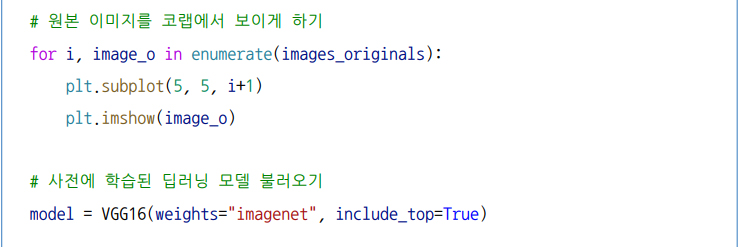 # 원본 이미지를 코랩에서 보이게 하기
for i, image_o in enumerate(images_originals):
    plt.subplot(5, 5, i+1)
    plt.imshow(image_o)
# 사전에 학습된 딥러닝 모델 불러오기
model = VGG16(weights="imagenet", include_top=True)